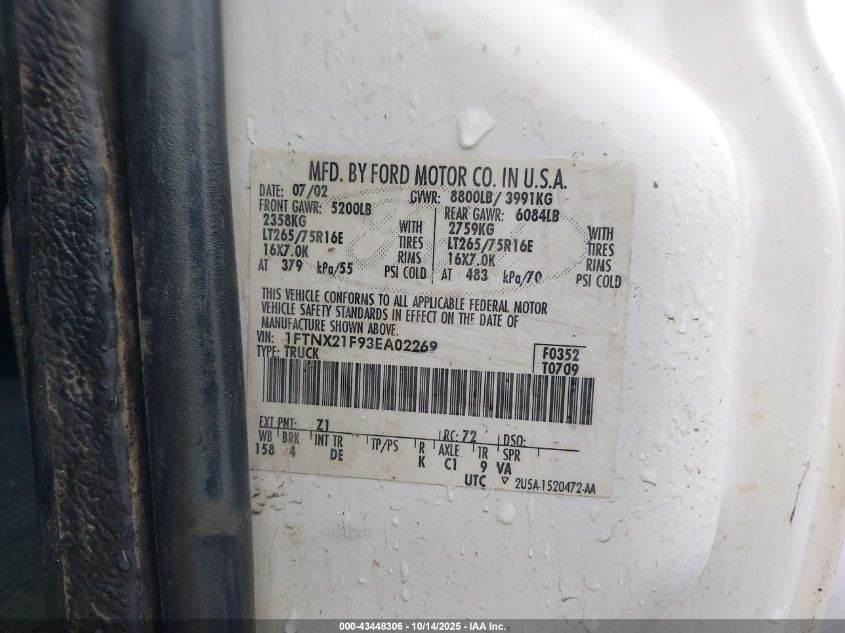 MFD. BY FORD MOTOR CO. IN U.S.A.
DATE: 07/02 GVWR: 8800LB/ 3991KG
FRONT GAWR: 5200LB REAR GAWR: 6084LB
2358KG WITH 2759KG WITH
LT265/75R16E TIRES LT265/75R16E TIRES
16X7.0K RIMS 16X7.0K RIMS
AT 379 kPa/55 PSI COLD AT 483 kPa/70 PSI COLD
THIS VEHICLE CONFORMS TO ALL APPLICABLE FEDERAL MOTOR
VEHICLE SAFETY STANDARDS IN EFFECT ON THE DATE OF
MANUFACTURE SHOWN ABOVE.
VIN: 1FTNX21F93EA02269 F0352
TYPE: TRUCK T0709
EXT PNT: Z1 RC: 72 DSO:
WB BRK INT TR TP/PS R AXLE TR SPR
158 4 DE K C1 9 VA
UTC ▽ 2U5A-1520472-AA
000-43448306 - 10/14/2025 - IAA Inc.